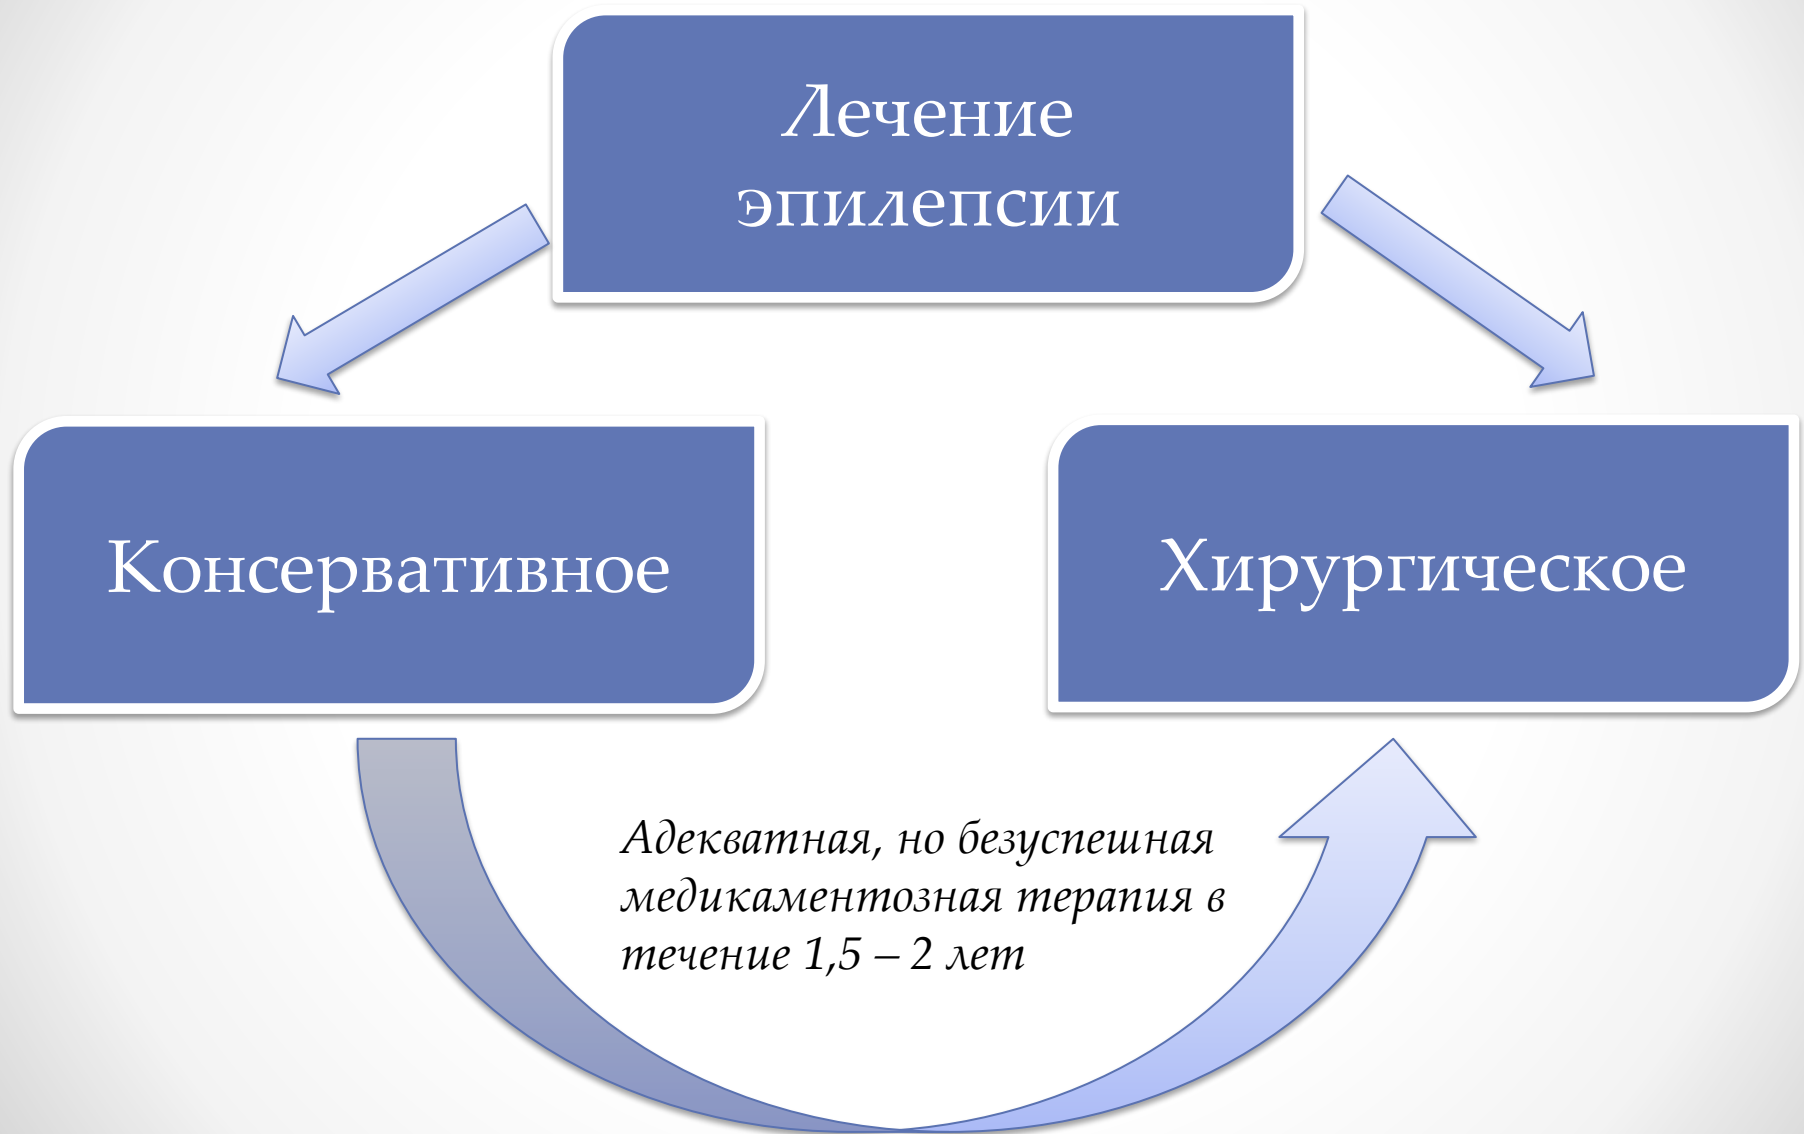 Лечение
эпилепсии
Консервативное
Хирургическое
Адекватная, но безуспешная
медикаментозная терапия в
течение 1,5 – 2 лет